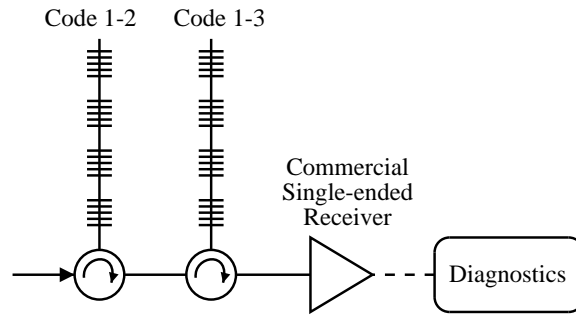 Code 1-2
Code 1-3
Commercial
Single-ended
Receiver
Diagnostics